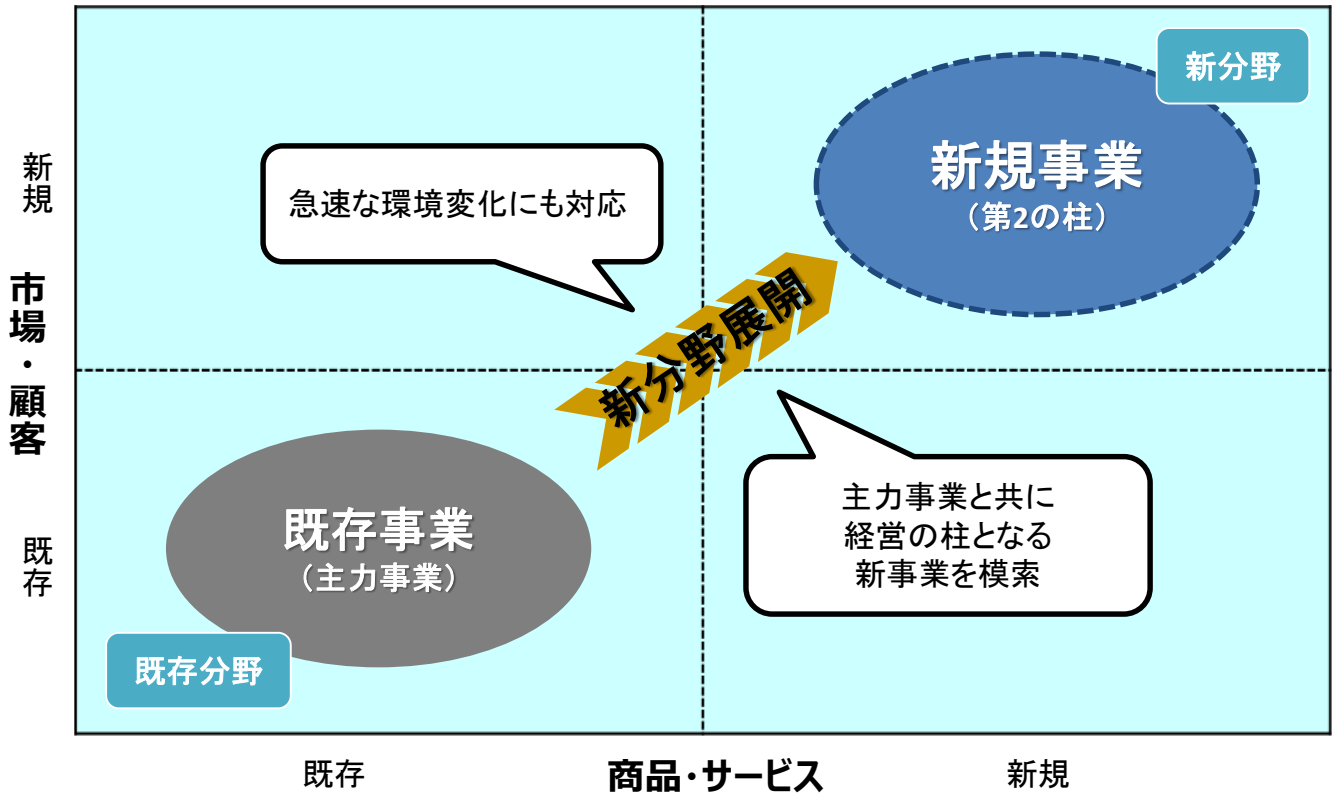 新分野
新規事業
（第2の柱）
急速な環境変化にも対応
新規
市場・顧客
新分野展開
既存事業
（主力事業）
主力事業と共に
経営の柱となる
新事業を模索
既存
既存分野
既存
商品・サービス
新規